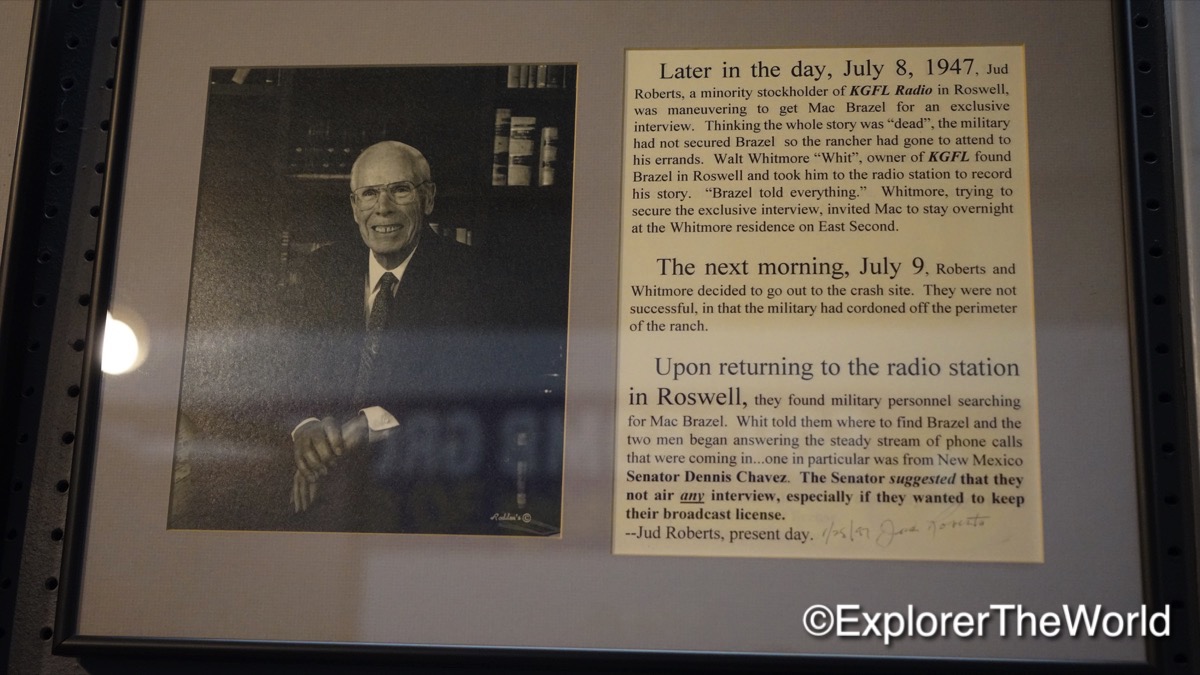 Later in the day, July 8, 1947, Jud
Roberts, a minority stockholder of KGFL Radio in Roswell,
was maneuvering to get Mac Brazel for an exclusive
interview. Thinking the whole story was “dead”, the military
had not secured Brazel so the rancher had gone to attend to
his errands. Walt Whitmore “Whit”, owner of KGFL found
Brazel in Roswell and took him to the radio station to record
his story. “Brazel told everything.” Whitmore, trying to
secure the exclusive interview, invited Mac to stay overnight
at the Whitmore residence on East Second.
The next morning, July 9, Roberts and
Whitmore decided to go out to the crash site. They were not
successful, in that the military had cordoned off the perimeter
of the ranch.
Upon returning to the radio station
in Roswell, they found military personnel searching
for Mac Brazel. Whit told them where to find Brazel and the
two men began answering the steady stream of phone calls
that were coming in...one in particular was from New Mexico
Senator Dennis Chavez. The Senator suggested that they
not air any interview, especially if they wanted to keep
their broadcast license.
--Jud Roberts, present day. Roberts
©ExplorerTheWorld